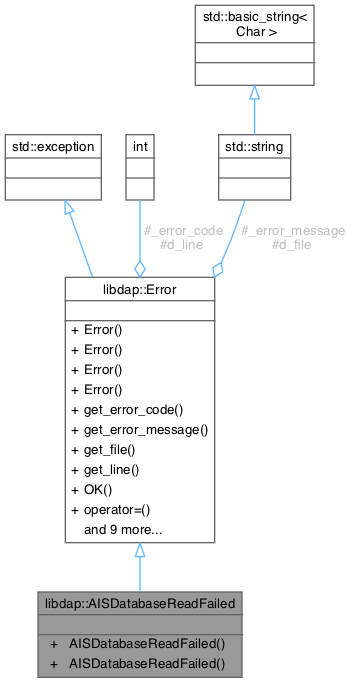 std::basic_string<
Char >
std::exception
int
std::string
#_error_code
#d_line
#_error_message
#d_file
libdap::Error
+ Error()
+ Error()
+ Error()
+ Error()
+ get_error_code()
+ get_error_message()
+ get_file()
+ get_line()
+ OK()
+ operator=()
and 9 more...
libdap::AISDatabaseReadFailed
+ AISDatabaseReadFailed()
+ AISDatabaseReadFailed()